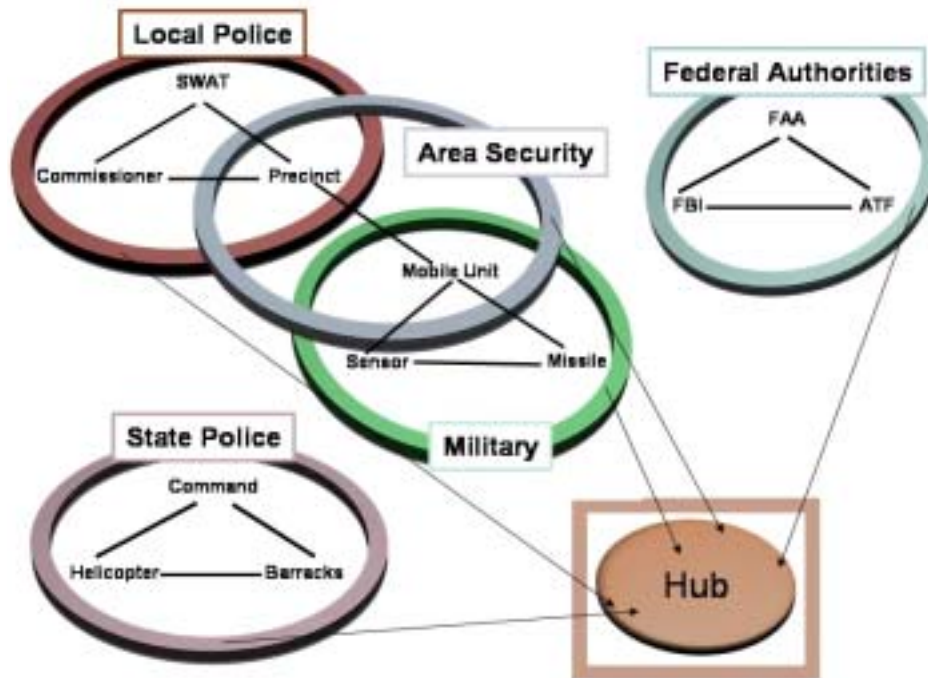 Local Police
SWAT
Commissioner
Precinct
Area Security
Federal Authorities
FAA
FBI
ATF
Mobile Unit
Sensor
Missile
Military
State Police
Command
Helicopter
Barracks
Hub